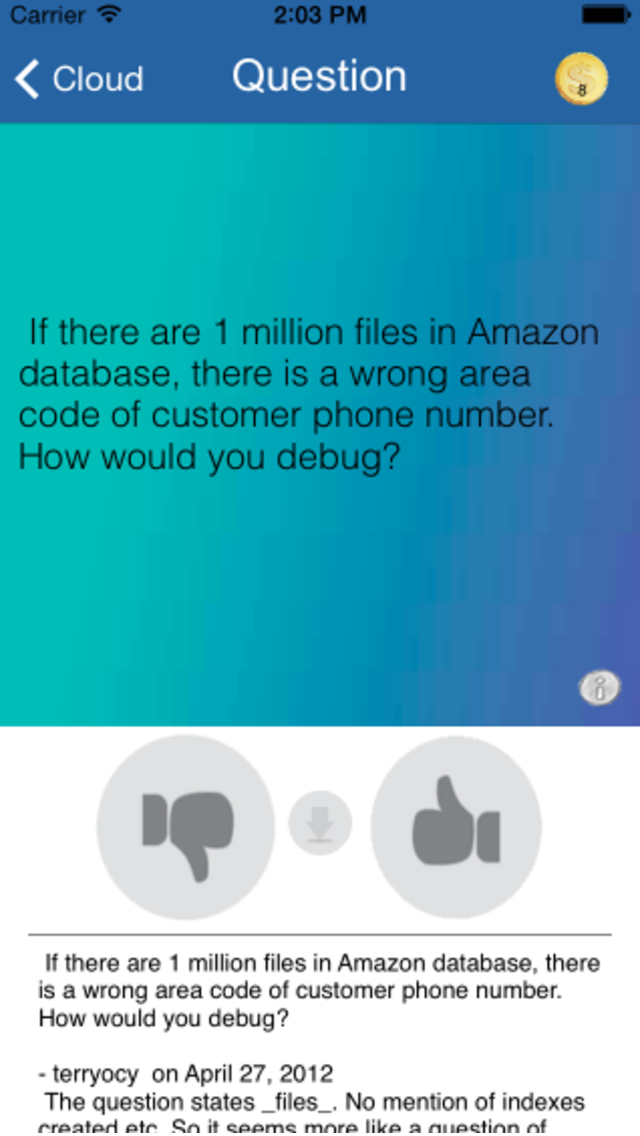 Carrier 2:03 PM
Cloud Question 8
If there are 1 million files in Amazon
database, there is a wrong area
code of customer phone number.
How would you debug?
If there are 1 million files in Amazon database, there
is a wrong area code of customer phone number.
How would you debug?
- terryocy on April 27, 2012
The question states _files_. No mention of indexes
created etc. So it seems more like a question of